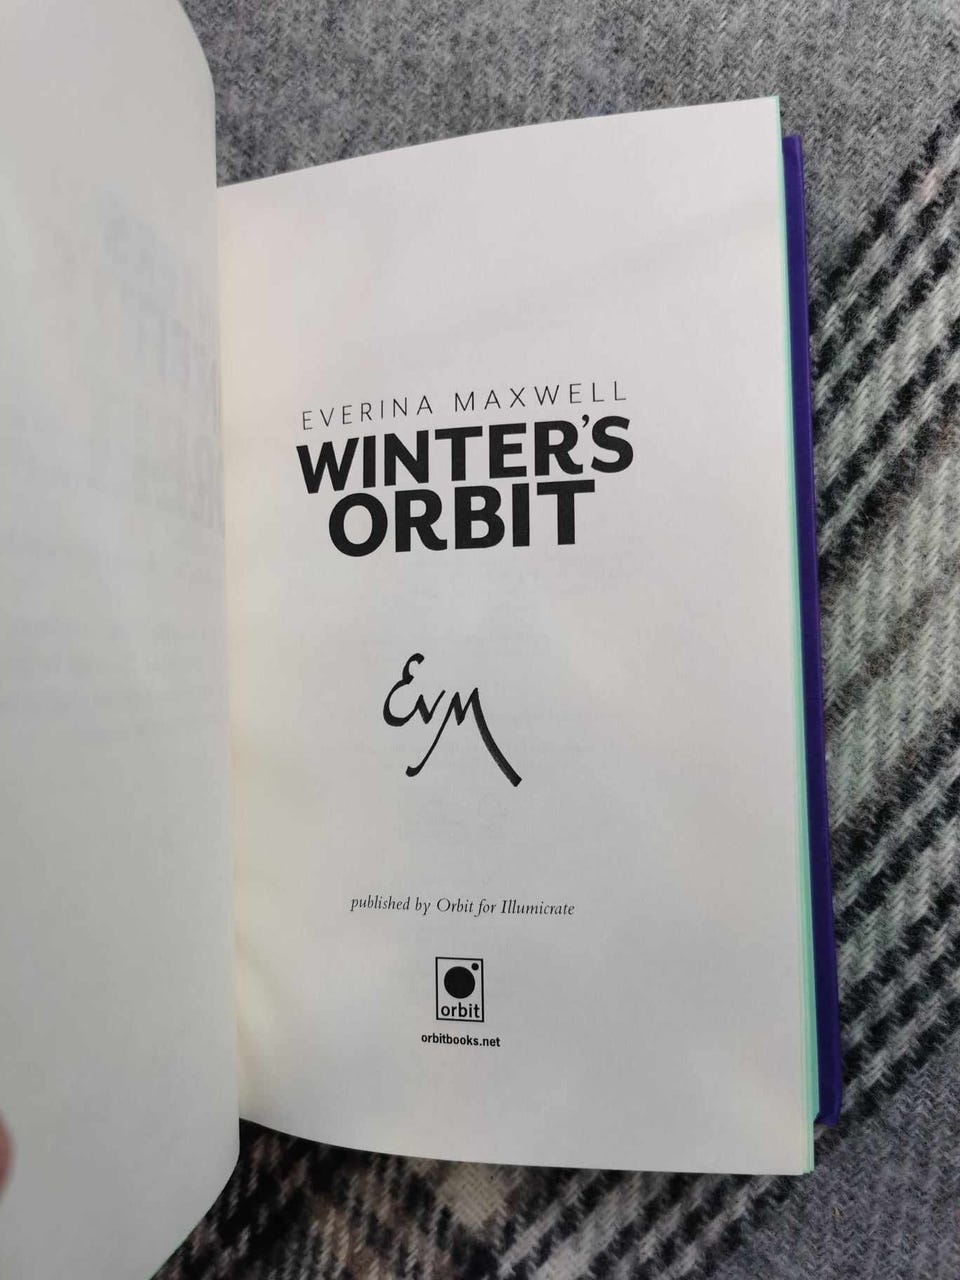 EVERINA MAXWELL
WINTER'S
ORBIT
EvM
published by Orbit for Illumicrate
orbit
orbitbooks.net